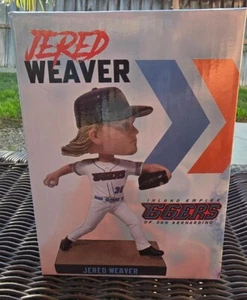 JERED
WEAVER
INLAND EMPIRE
66ERS
OF SAN BERNARDINO
JERED WEAVER